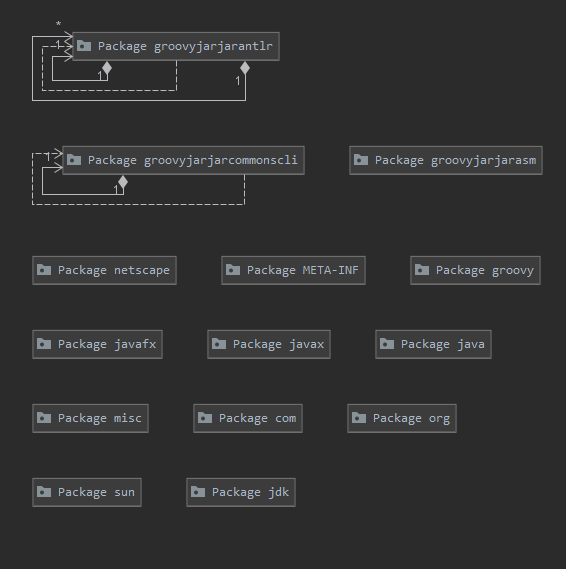 *
1
Package groovyjarjarantlr
1
1
1
Package groovyjarjarcommonscli
Package groovyjarjarasm
1
Package netscape
Package META-INF
Package groovy
Package javafx
Package javax
Package java
Package misc
Package com
Package org
Package sun
Package jdk